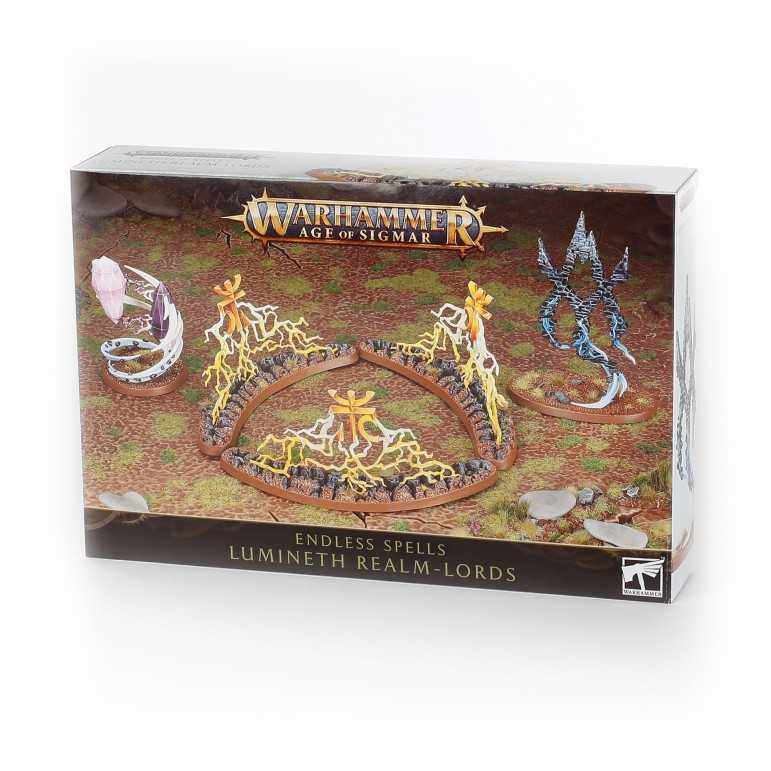 WARHAMMER
AGE OF SIGMAR
ENDLESS SPELLS
LUMINETH REALM-LORDS
WARHAMMER